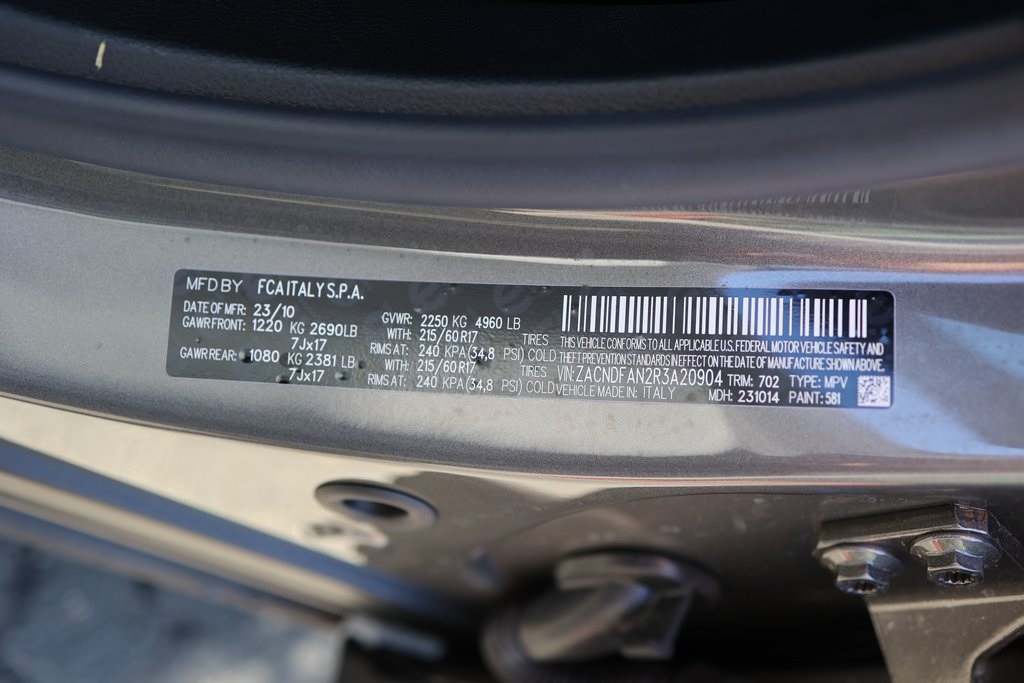 MFD BY FCA ITALY S.P.A.
DATE OF MFR: 23/10 GVWR: 2250 KG 4960 LB
GAWR FRONT: 1220 KG 2690LB WITH: 215/60 R17 TIRES
7Jx17 RIMS AT: 240 KPA(34,8 PSI) COLD
GAWR REAR: 1080 KG 2381 LB WITH: 215/60 R17 TIRES
7Jx17 RIMS AT: 240 KPA(34,8 PSI) COLD
THIS VEHICLE CONFORMS TO ALL APPLICABLE U.S. FEDERAL MOTOR VEHICLE SAFETY AND
THEFT PREVENTION STANDARDS IN EFFECT ON THE DATE OF MANUFACTURE SHOWN ABOVE.
VIN: ZACNDFAN2R3A20904 TRIM: 702 TYPE: MPV
VEHICLE MADE IN: ITALY MDH: 231014 PAINT: 581